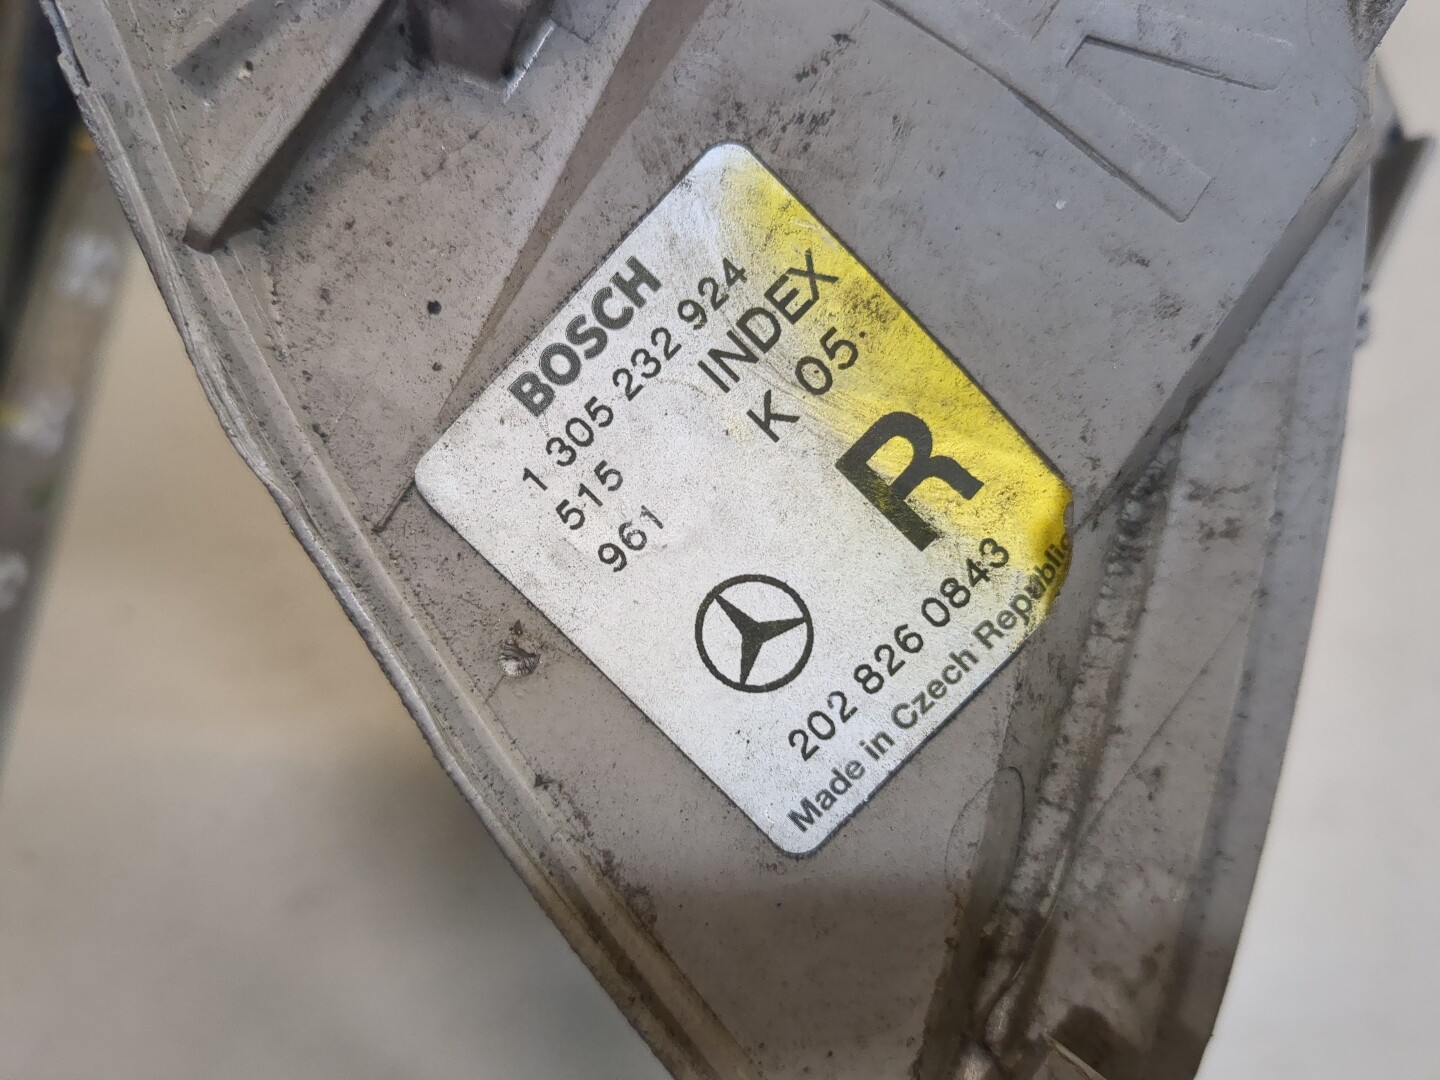 BOSCH
1 305 232 924
515 INDEX
961 K 05.
R
202 826 0843
Made in Czech Republic